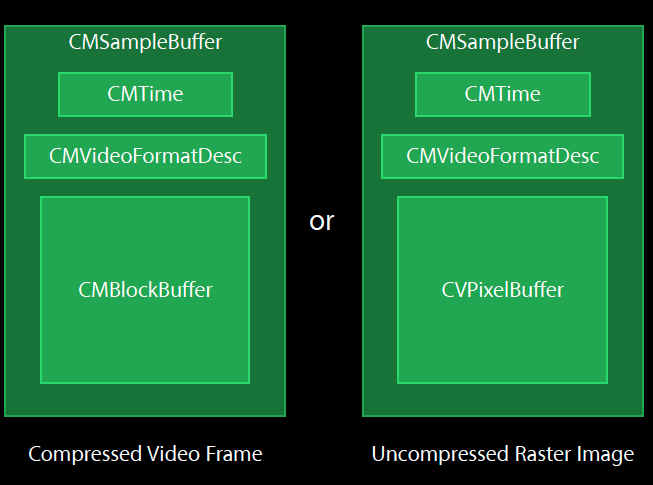 CMSampleBuffer
CMTime
CMVideoFormatDesc
CMBlockBuffer
Compressed Video Frame
or
CMSampleBuffer
CMTime
CMVideoFormatDesc
CVPixelBuffer
Uncompressed Raster Image